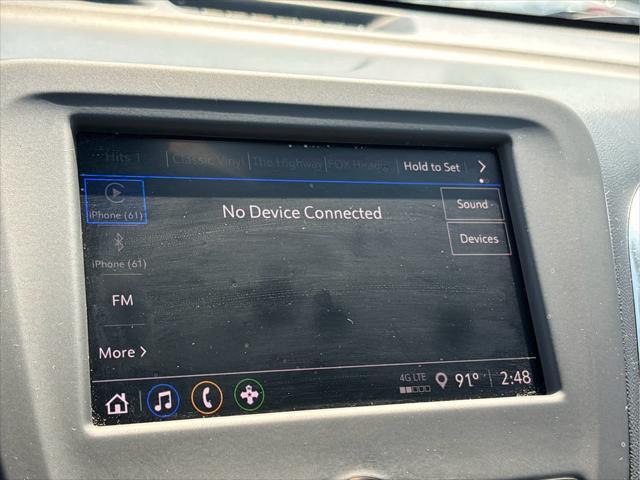 Hits 1 Classic Vinyl The Highway Hold to Set
iPhone (61)
No Device Connected
Sound
iPhone (61)
Devices
FM
More
4G LTE 91° 2:48